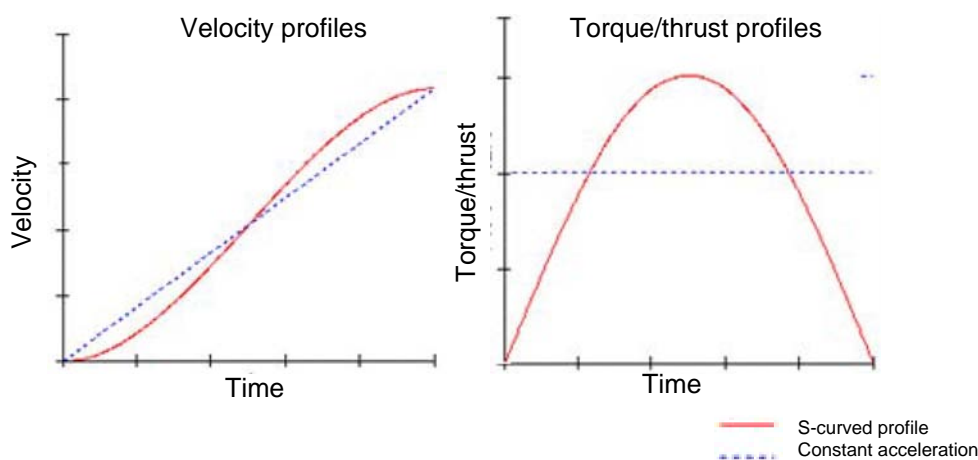 Velocity profiles
Torque/thrust profiles
Velocity
Time
Torque/thrust
Time
S-curved profile
Constant acceleration